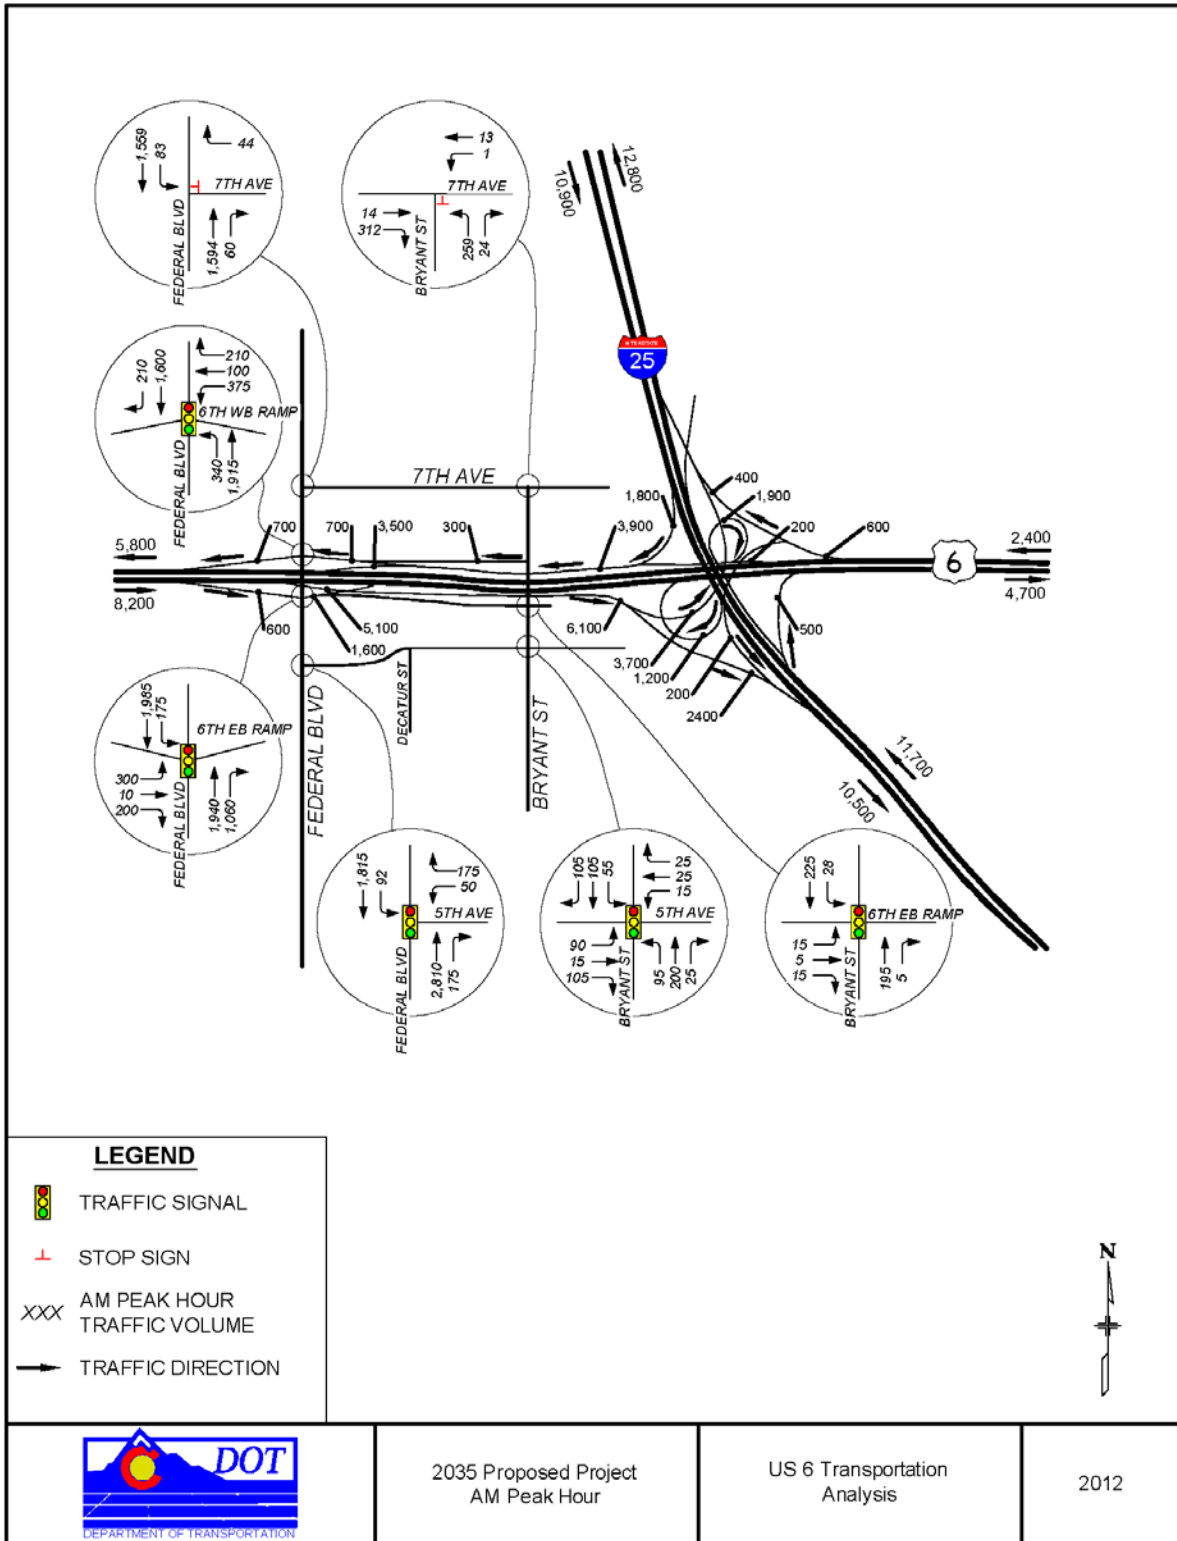 1,559
83
44
7TH AVE
FEDERAL BLVD
1,594
60
13
1
7TH AVE
14
312
BRYANT ST
259
24
10,900
12,800
INTERSTATE
25
210
1,600
210
100
375
6TH WB RAMP
FEDERAL BLVD
340
1,915
7TH AVE
700
700
3,500
300
3,900
1,800
400
1,900
200
600
5,800
8,200
2,400
6
4,700
600
5,100
1,600
6,100
3,700
1,200
200
2400
500
1,985
175
6TH EB RAMP
300
10
200
FEDERAL BLVD
1,940
1,060
FEDERAL BLVD
DECATUR ST
BRYANT ST
11,700
10,500
1,815
92
175
50
5TH AVE
FEDERAL BLVD
2,810
175
105
105
55
25
25
15
5TH AVE
90
15
105
BRYANT ST
95
200
25
225
28
6TH EB RAMP
15
5
15
BRYANT ST
195
5
LEGEND
TRAFFIC SIGNAL
STOP SIGN
XXX AM PEAK HOUR
TRAFFIC VOLUME
TRAFFIC DIRECTION
N
DOT
DEPARTMENT OF TRANSPORTATION
2035 Proposed Project
AM Peak Hour
US 6 Transportation
Analysis
2012